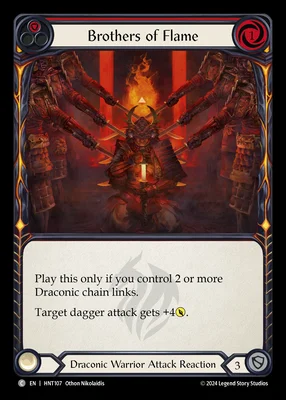 Brothers of Flame
1
Play this only if you control 2 or more
Draconic chain links.
Target dagger attack gets +4.
Draconic Warrior Attack Reaction
3
C EN | HNT107 Othon Nikolaidis
© 2024 Legend Story Studios